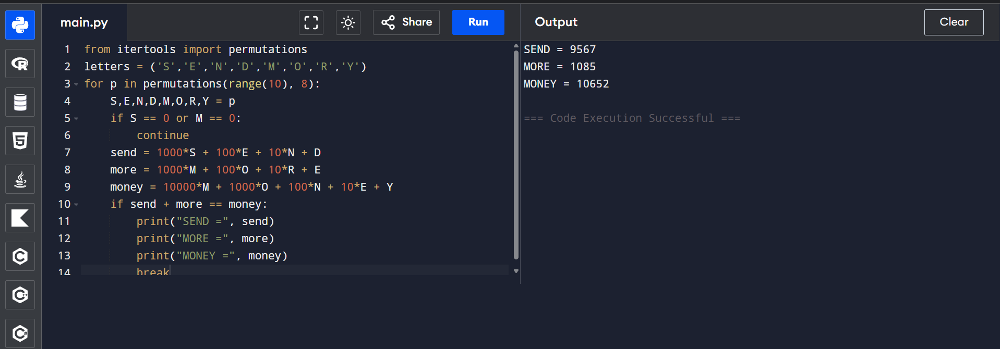 main.py
Share
Run
Output
Clear
1 from itertools import permutations
2 letters = ('S','E','N','D','M','O','R','Y')
3 for p in permutations(range(10), 8):
4     S,E,N,D,M,O,R,Y = p
5     if S == 0 or M == 0:
6         continue
7     send = 1000*S + 100*E + 10*N + D
8     more = 1000*M + 100*O + 10*R + E
9     money = 10000*M + 1000*O + 100*N + 10*E + Y
10     if send + more == money:
11         print("SEND =", send)
12         print("MORE =", more)
13         print("MONEY =", money)
14         break
SEND = 9567
MORE = 1085
MONEY = 10652
=== Code Execution Successful ===
R
5
C
C++
C#